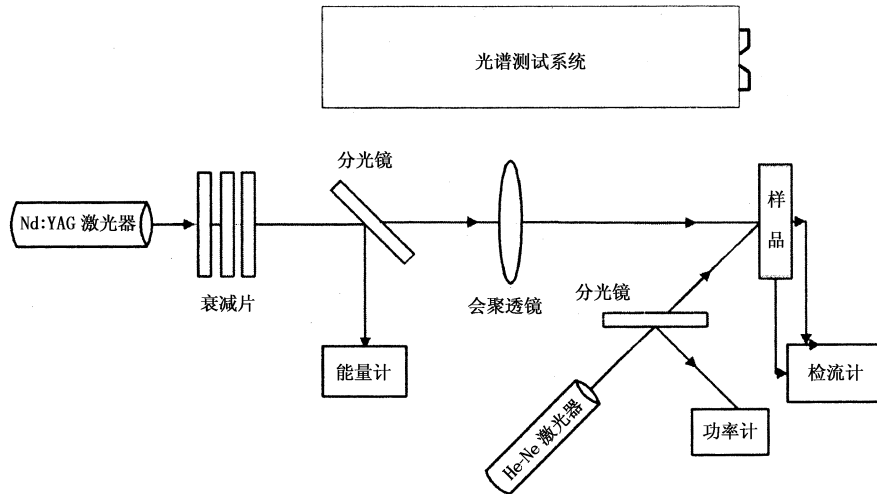 光谱测试系统
分光镜
Nd:YAG 激光器
样品
衰减片
会聚透镜
分光镜
能量计
检流计
He-Ne 激光器
功率计